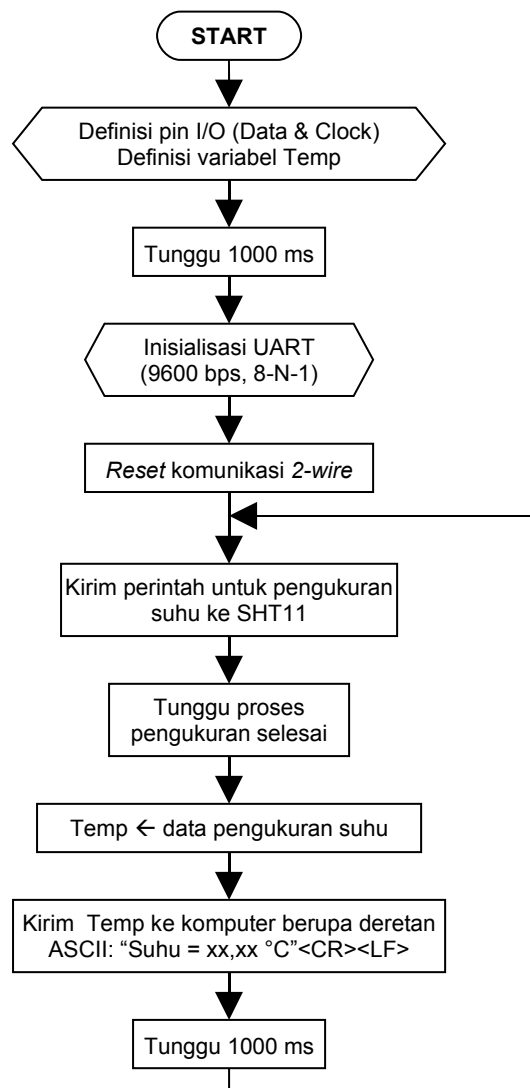 START
Definisi pin I/O (Data & Clock)
Definisi variabel Temp
Tunggu 1000 ms
Inisialisasi UART
(9600 bps, 8-N-1)
Reset komunikasi 2-wire
Kirim perintah untuk pengukuran
suhu ke SHT11
Tunggu proses
pengukuran selesai
Temp ← data pengukuran suhu
Kirim Temp ke komputer berupa deretan
ASCII: “Suhu = xx,xx °C”<CR><LF>
Tunggu 1000 ms